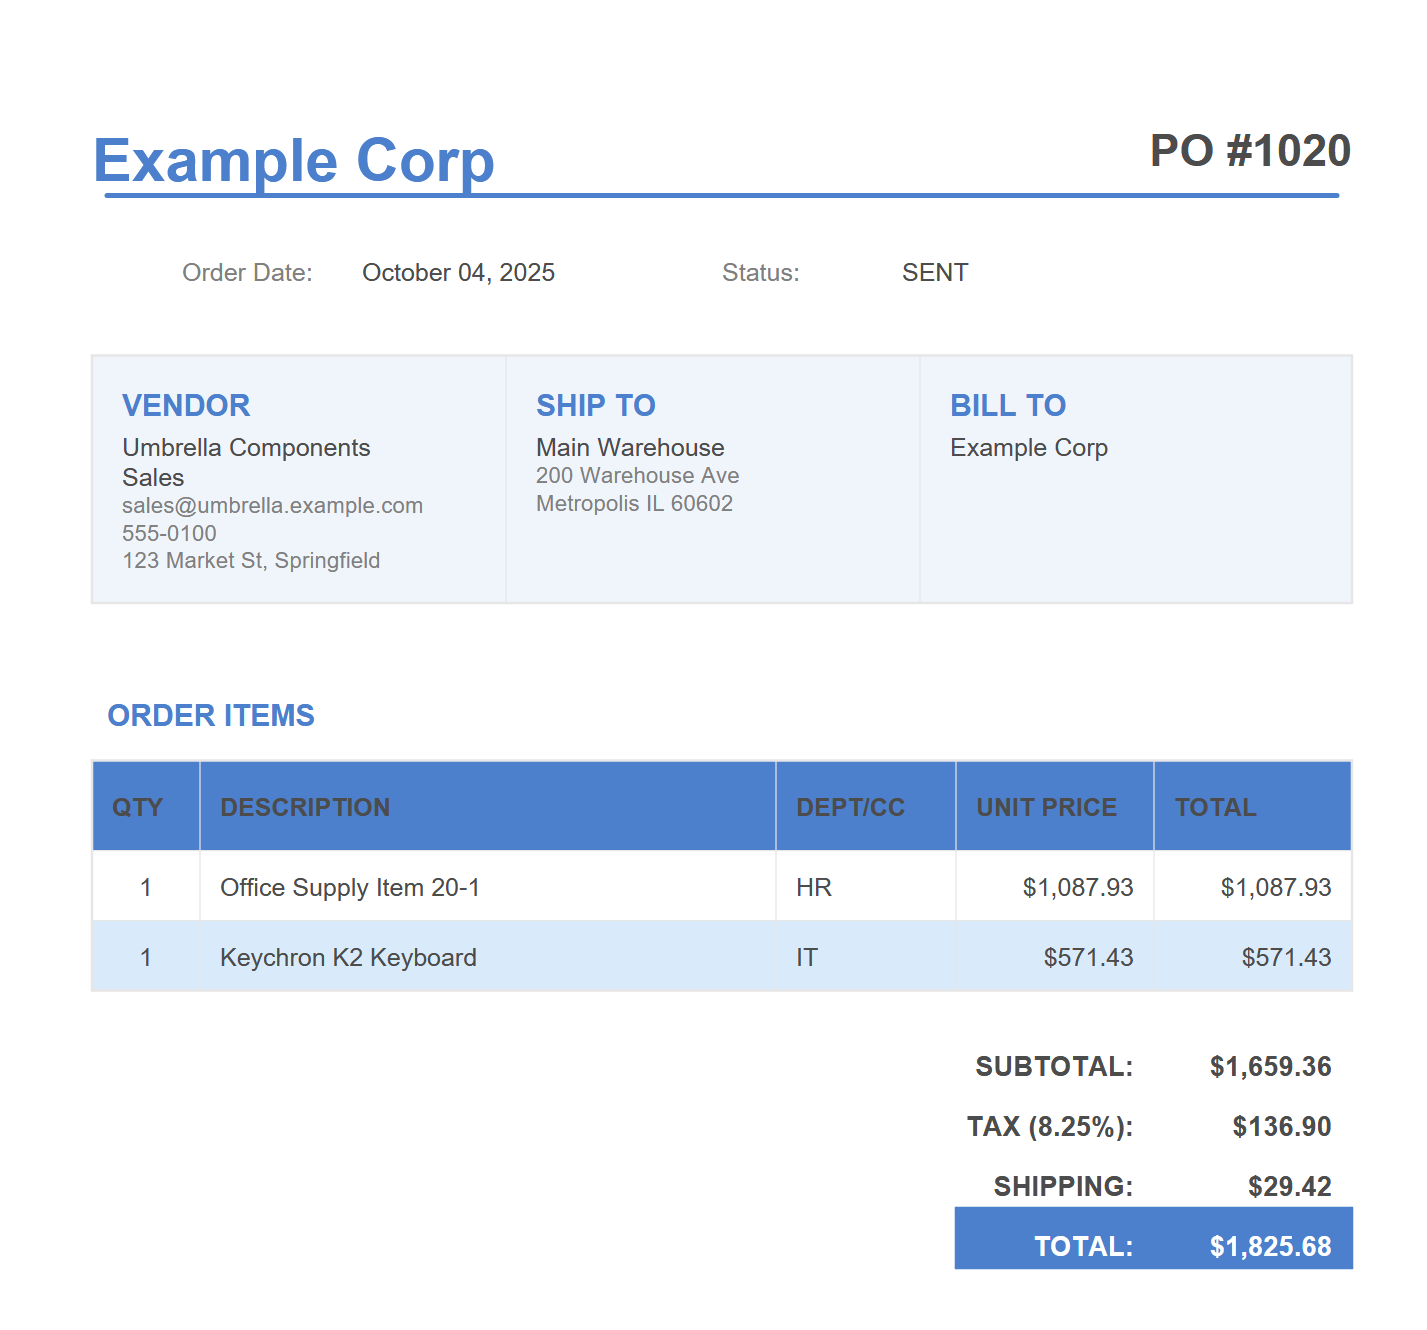 Example Corp
PO #1020
Order Date: October 04, 2025 Status: SENT
VENDOR
Umbrella Components
Sales
sales@umbrella.example.com
555-0100
123 Market St, Springfield
SHIP TO
Main Warehouse
200 Warehouse Ave
Metropolis IL 60602
BILL TO
Example Corp
ORDER ITEMS
QTY DESCRIPTION DEPT/CC UNIT PRICE TOTAL
1 Office Supply Item 20-1 HR $1,087.93 $1,087.93
1 Keychron K2 Keyboard IT $571.43 $571.43
SUBTOTAL: $1,659.36
TAX (8.25%): $136.90
SHIPPING: $29.42
TOTAL: $1,825.68